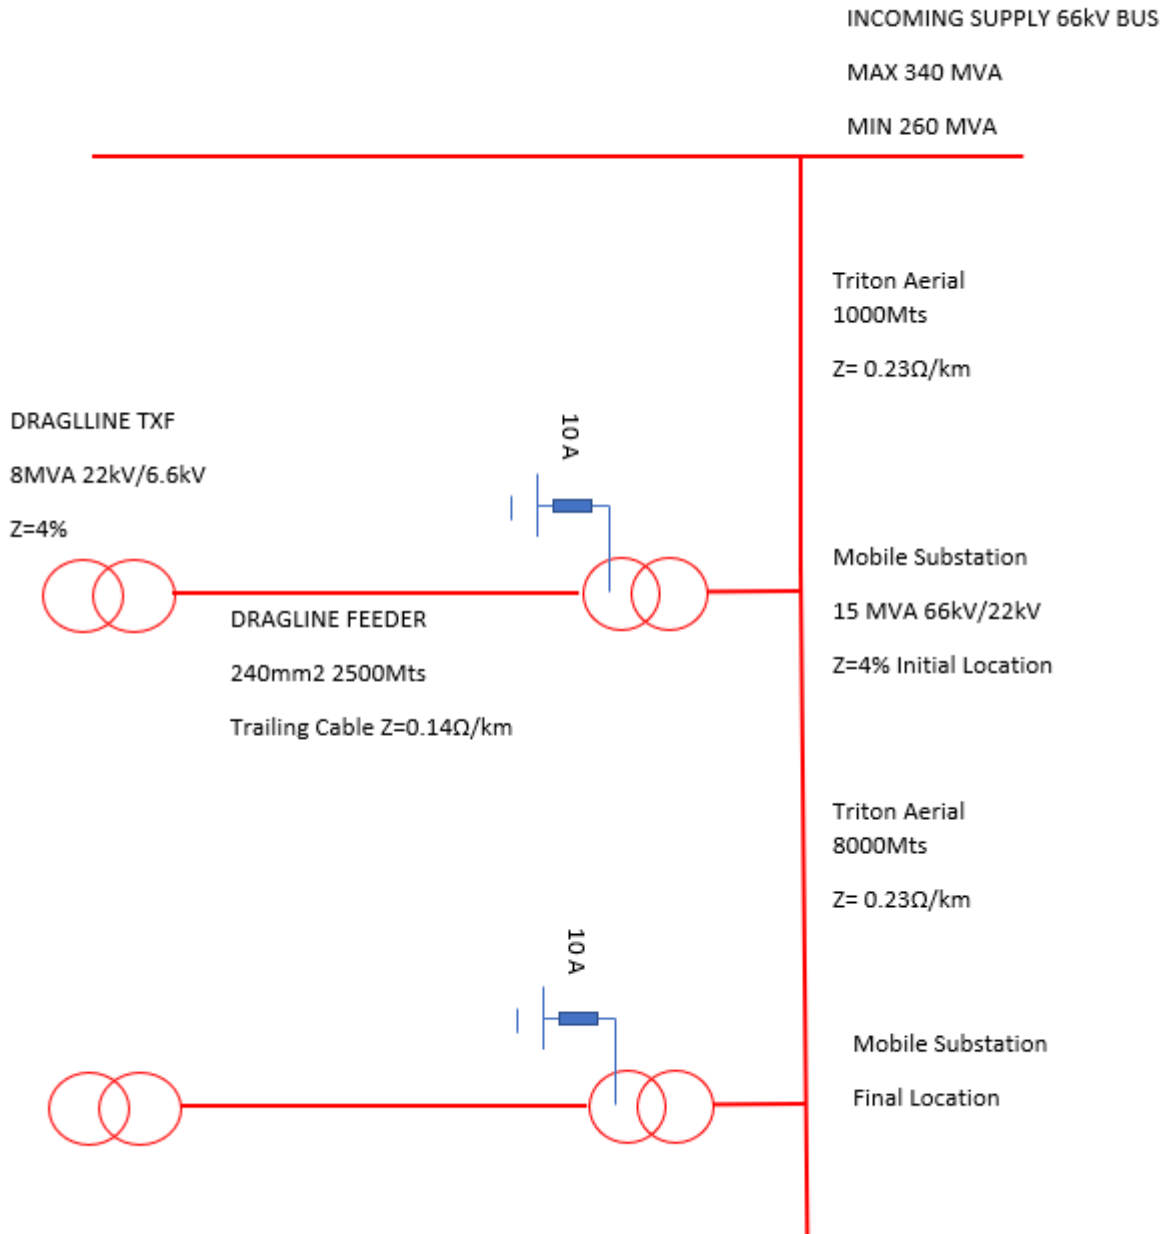 INCOMING SUPPLY 66kV BUS
MAX 340 MVA
MIN 260 MVA
Triton Aerial
1000Mts
Z= 0.23Ω/km
DRAGLLINE TXF
8MVA 22kV/6.6kV
Z=4%
10 A
Mobile Substation
15 MVA 66kV/22kV
Z=4% Initial Location
DRAGLINE FEEDER
240mm2 2500Mts
Trailing Cable Z=0.14Ω/km
Triton Aerial
8000Mts
Z= 0.23Ω/km
10 A
Mobile Substation
Final Location